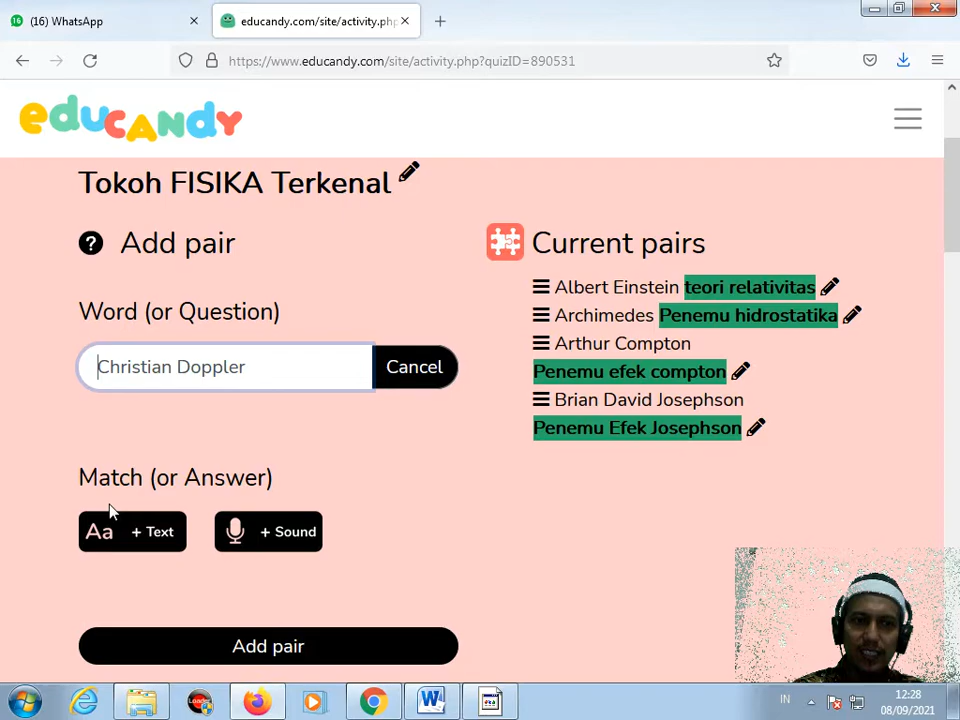 (16) WhatsApp
educandy.com/site/activity.php
https://www.educandy.com/site/activity.php?quizID=890531
eduCANdy
Tokoh FISIKA Terkenal
? Add pair
Current pairs
Word (or Question)
Albert Einstein teori relativitas
Archimedes Penemu hidrostatika
Arthur Compton
Penemu efek compton
Christian Doppler
Cancel
Brian David Josephson
Penemu Efek Josephson
Match (or Answer)
Aa + Text
+ Sound
Add pair
IN
12:28
08/09/2021